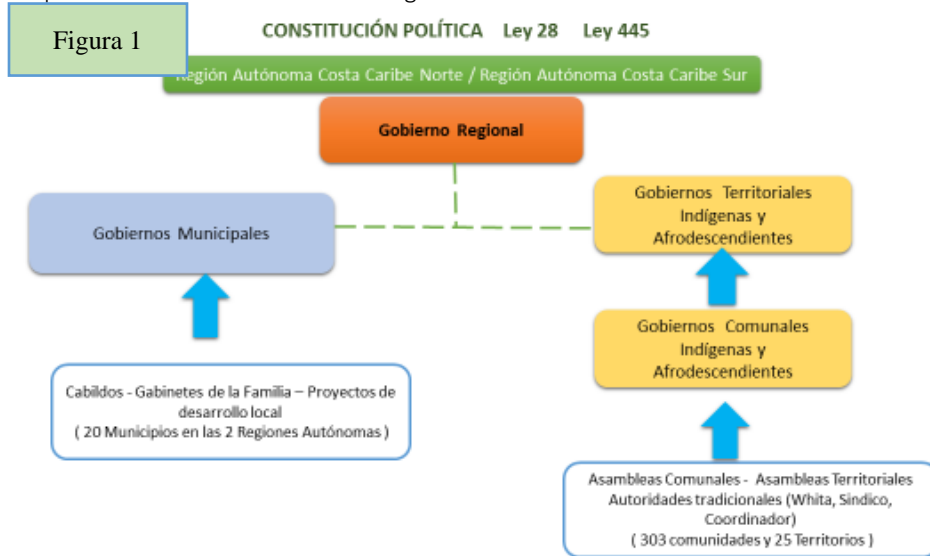 Figura 1
CONSTITUCIÓN POLÍTICA Ley 28 Ley 445
Región Autónoma Costa Caribe Norte / Región Autónoma Costa Caribe Sur
Gobierno Regional
Gobiernos Municipales
Gobiernos Territoriales
Indígenas y
Afrodescendientes
Gobiernos Comunales
Indígenas y
Afrodescendientes
Cabildos - Gabinetes de la Familia – Proyectos de
desarrollo local
( 20 Municipios en las 2 Regiones Autónomas )
Asambleas Comunales - Asambleas Territoriales
Autoridades tradicionales (Whita, Sindico,
Coordinador)
( 303 comunidades y 25 Territorios )